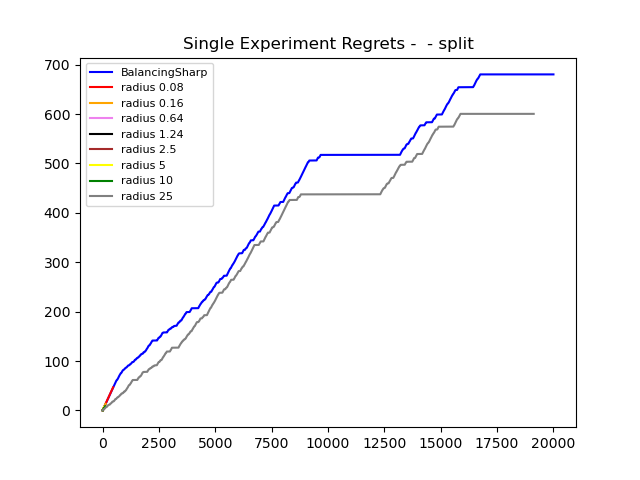 Single Experiment Regrets -  - split
700
600
500
400
300
200
100
0
BalancingSharp
radius 0.08
radius 0.16
radius 0.64
radius 1.24
radius 2.5
radius 5
radius 10
radius 25
0 2500 5000 7500 10000 12500 15000 17500 20000